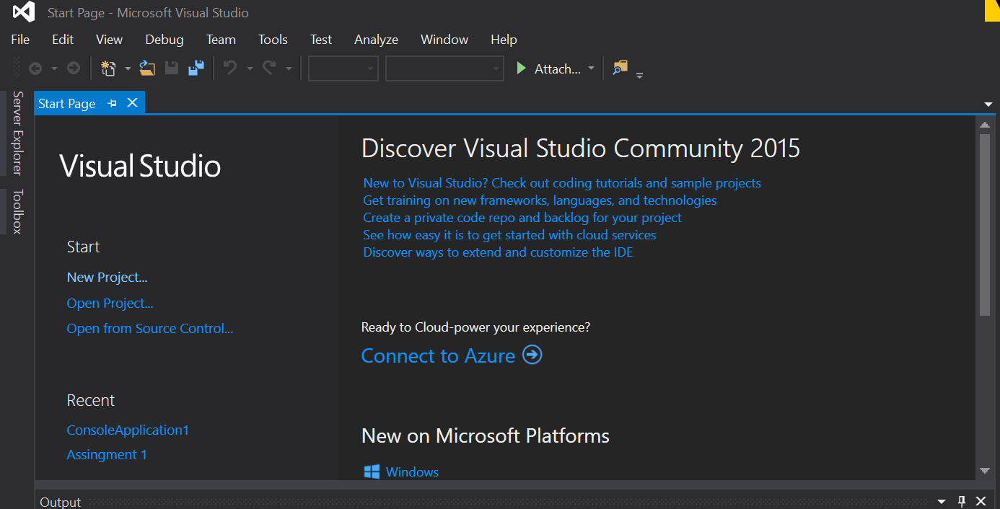 Start Page - Microsoft Visual Studio
File Edit View Debug Team Tools Test Analyze Window Help
Attach...
Server Explorer
Toolbox
Start Page
Visual Studio
Start
New Project...
Open Project...
Open from Source Control...
Recent
ConsoleApplication1
Assingment 1
Discover Visual Studio Community 2015
New to Visual Studio? Check out coding tutorials and sample projects
Get training on new frameworks, languages, and technologies
Create a private code repo and backlog for your project
See how easy it is to get started with cloud services
Discover ways to extend and customize the IDE
Ready to Cloud-power your experience?
Connect to Azure
New on Microsoft Platforms
Windows
Output